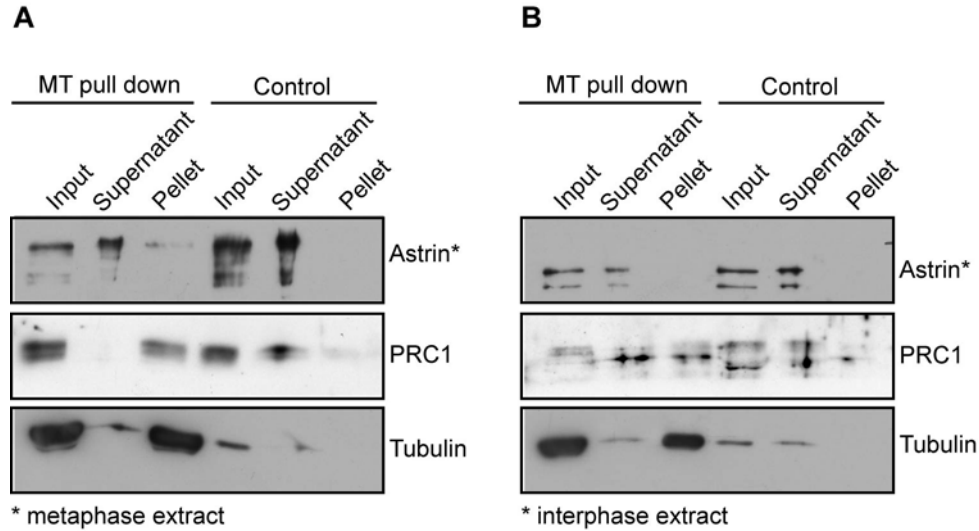 A
MT pull down Control
Input Supernatant Pellet Input Supernatant Pellet
Astrin*
PRC1
Tubulin
* metaphase extract
B
MT pull down Control
Input Supernatant Pellet Input Supernatant Pellet
Astrin*
PRC1
Tubulin
* interphase extract